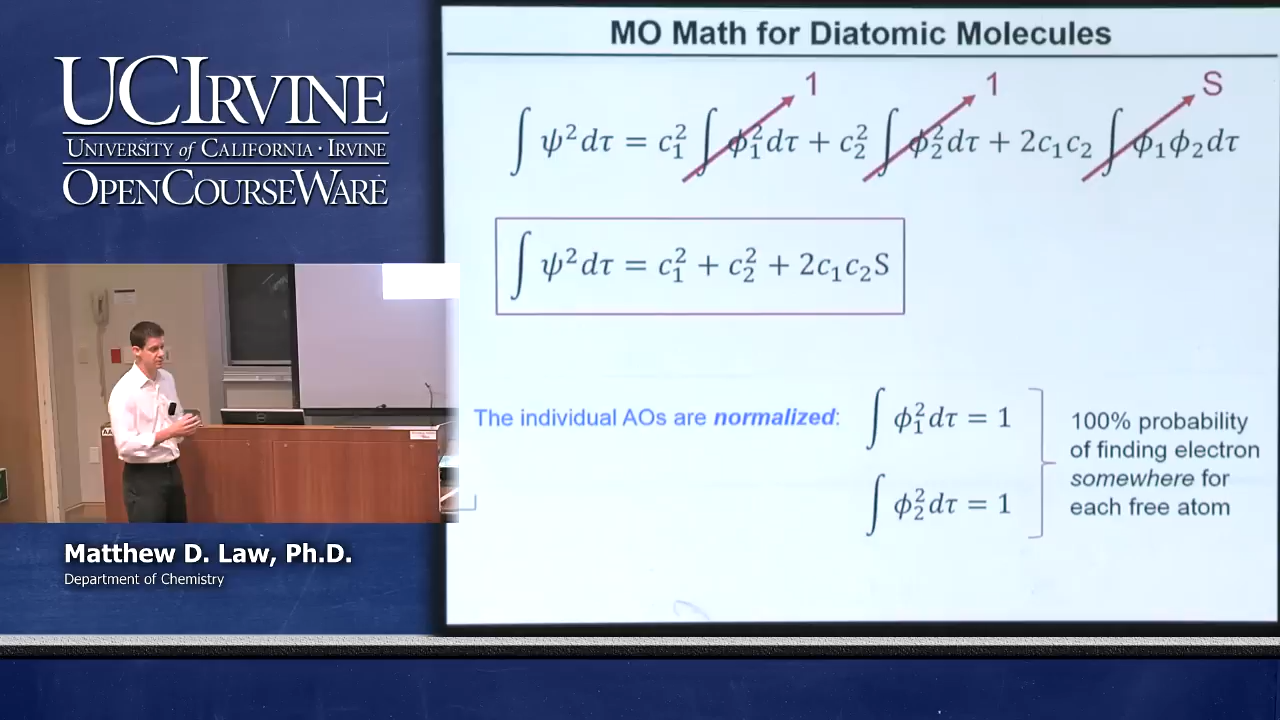 UCIRVINE
UNIVERSITY of CALIFORNIA · IRVINE
OPENCOURSEWARE
Matthew D. Law, Ph.D.
Department of Chemistry
MO Math for Diatomic Molecules
1 1 S
∫ ψ²dτ = c₁² ∫ ϕ₁²dτ + c₂² ∫ ϕ₂²dτ + 2c₁c₂ ∫ ϕ₁ϕ₂dτ
∫ ψ²dτ = c₁² + c₂² + 2c₁c₂S
The individual AOs are normalized: ∫ ϕ₁²dτ = 1
∫ ϕ₂²dτ = 1
100% probability
of finding electron
somewhere for
each free atom